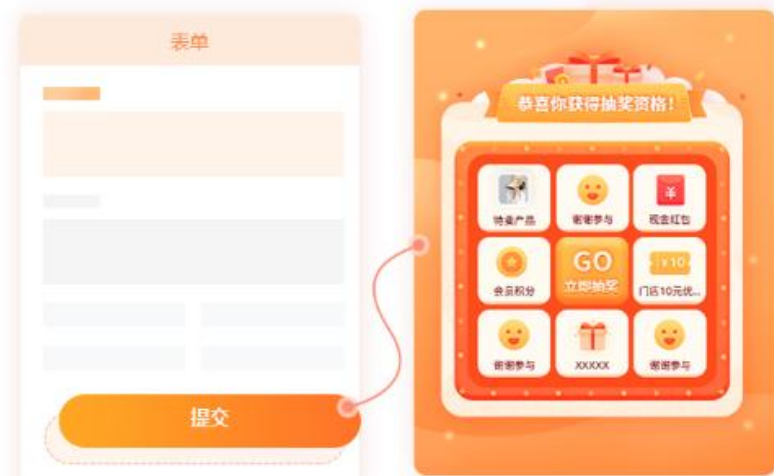 表单
提交
恭喜你获得抽奖资格!
特卖产品
谢谢参与
现金红包
¥
会员积分
GO
立即抽奖
¥10
门店10元优...
谢谢参与
XXXXX
谢谢参与